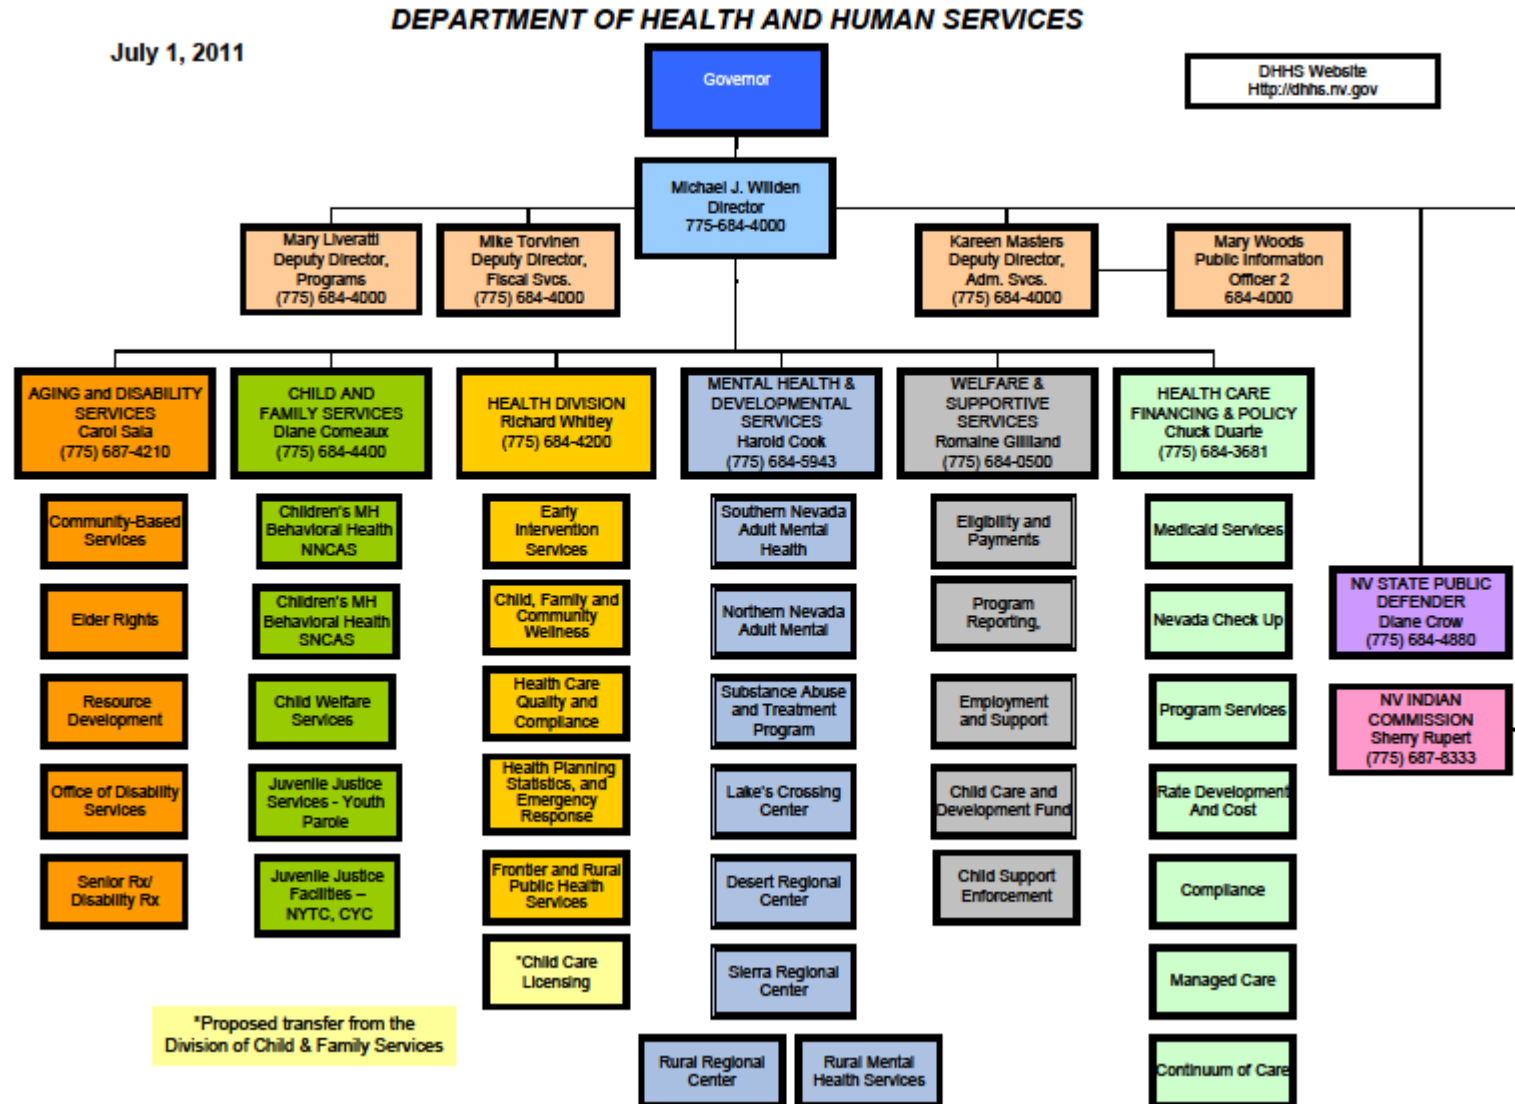 DEPARTMENT OF HEALTH AND HUMAN SERVICES
July 1, 2011
Governor
DHHS Website
Http://dhhs.nv.gov
Michael J. Willden
Director
775-684-4000
Mary Liveratti
Deputy Director,
Programs
(775) 684-4000
Mike Torvinen
Deputy Director,
Fiscal Svcs.
(775) 684-4000
Kareen Masters
Deputy Director,
Adm. Svcs.
(775) 684-4000
Mary Woods
Public Information
Officer 2
684-4000
AGING and DISABILITY
SERVICES
Carol Sala
(775) 687-4210
CHILD AND
FAMILY SERVICES
Diane Comeaux
(775) 684-4400
HEALTH DIVISION
Richard Whitley
(775) 684-4200
MENTAL HEALTH &
DEVELOPMENTAL
SERVICES
Harold Cook
(775) 684-5943
WELFARE &
SUPPORTIVE
SERVICES
Romaine Gilliland
(775) 684-0500
HEALTH CARE
FINANCING & POLICY
Chuck Duarte
(775) 684-3681
Community-Based
Services
Elder Rights
Resource
Development
Office of Disability
Services
Senior Rx/
Disability Rx
Children's MH
Behavioral Health
NNCAS
Children's MH
Behavioral Health
SNCAS
Child Welfare
Services
Juvenile Justice
Services - Youth
Parole
Juvenile Justice
Facilities –
NYTC, CYC
Early
Intervention
Services
Child, Family and
Community
Wellness
Health Care
Quality and
Compliance
Health Planning
Statistics, and
Emergency
Response
Frontier and Rural
Public Health
Services
*Child Care
Licensing
Southern Nevada
Adult Mental
Health
Northern Nevada
Adult Mental
Substance Abuse
and Treatment
Program
Lake's Crossing
Center
Desert Regional
Center
Sierra Regional
Center
Rural Regional
Center
Rural Mental
Health Services
Eligibility and
Payments
Program
Reporting,
Employment
and Support
Child Care and
Development Fund
Child Support
Enforcement
Medicaid Services
Nevada Check Up
Program Services
Rate Development
And Cost
Compliance
Managed Care
Continuum of Care
NV STATE PUBLIC
DEFENDER
Diane Crow
(775) 684-4880
NV INDIAN
COMMISSION
Sherry Rupert
(775) 687-8333
*Proposed transfer from the
Division of Child & Family Services